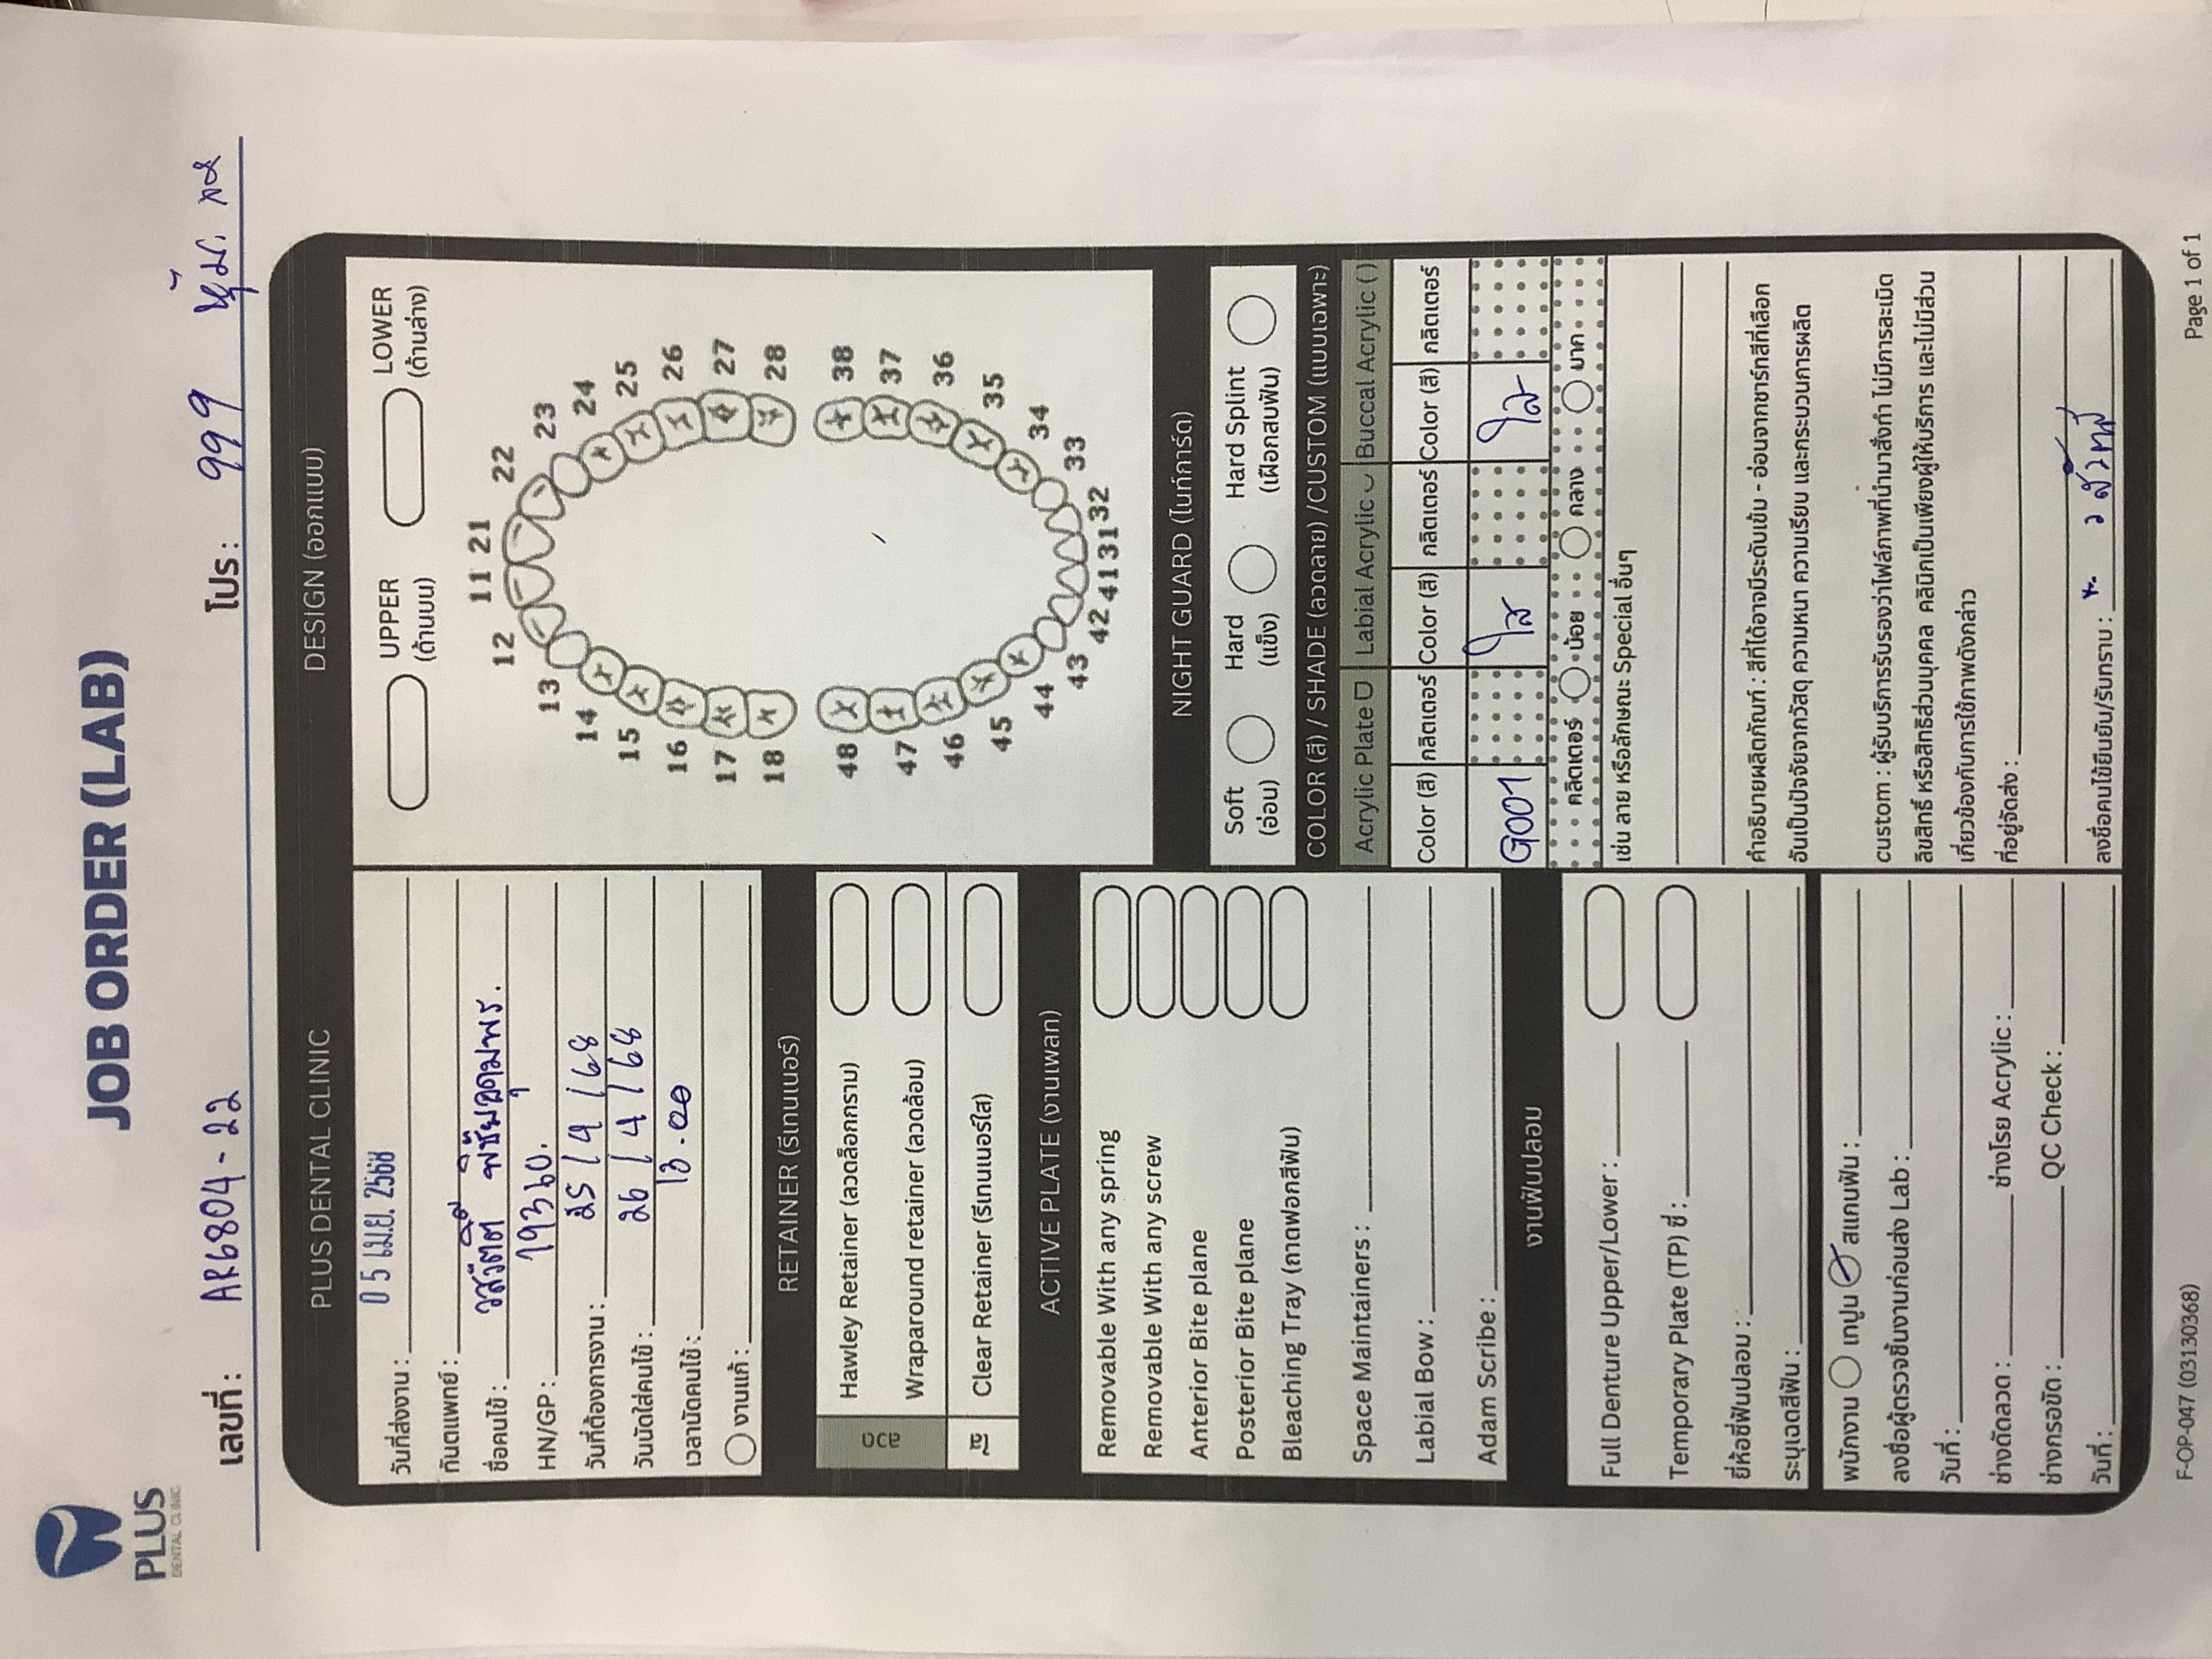 PLUS
DENTAL CLINIC
JOB ORDER (LAB)
เลขที่ : AR6804-22
โปร : 999 หุ้ม.
PLUS DENTAL CLINIC
วันที่ส่งงาน : 05 เม.ย. 2568
ทันตแพทย์ :
ชื่อคนไข้ : วสวัตติ์ พิชัยอุดมพร.
HN/GP : 19360.
วันที่ต้องการงาน : 25/4/68
วันนัดใส่คนไข้ : 26/4/68
เวลานัดคนไข้ : 13.00
งานแก้ :
RETAINER (รีเทนเนอร์)
ลวด
Hawley Retainer (ลวดล็อกกราม)
Wraparound retainer (ลวดล้อม)
ใส
Clear Retainer (รีเทนเนอร์ใส)
ACTIVE PLATE (งานเพลท)
Removable With any spring
Removable With any screw
Anterior Bite plane
Posterior Bite plane
Bleaching Tray (ถาดฟอกสีฟัน)
Space Maintainers :
Labial Bow :
Adam Scribe :
งานฟันปลอม
Full Denture Upper/Lower :
Temporary Plate (TP) ซี่ :
ยี่ห้อซี่ฟันปลอม :
ระบุเฉดสีฟัน :
พนักงาน เทปูน สแกนฟัน :
ลงชื่อผู้ตรวจชิ้นงานก่อนส่ง Lab :
วันที่ :
ช่างดัดลวด : ช่างโรย Acrylic :
ช่างกรอขัด : QC Check :
วันที่ :
DESIGN (ออกแบบ)
UPPER LOWER
(ด้านบน) (ด้านล่าง)
11 21
12 22
13 23
14 24
15 25
16 26
17 27
18 28
48 38
47 37
46 36
45 35
44 34
43 33
42 41 31 32
NIGHT GUARD (ไนท์การ์ด)
Soft Hard Hard Splint
(อ่อน) (แข็ง) (เฝือกสบฟัน)
COLOR (สี) / SHADE (ลวดลาย) /CUSTOM (แบบเฉพาะ)
Acrylic Plate Labial Acrylic Buccal Acrylic ( )
Color (สี) กลิตเตอร์ Color (สี) กลิตเตอร์ Color (สี) กลิตเตอร์
G001 ใส ใส
กลิตเตอร์ น้อย กลาง มาก
เช่น ลาย หรือลักษณะ Special อื่นๆ
คำอธิบายผลิตภัณฑ์ : สีที่ได้อาจมีระดับเข้ม - อ่อนจากชาร์ทสีที่เลือก
อันเป็นปัจจัยจากวัสดุ ความหนา ความเรียบ และกระบวนการผลิต
custom : ผู้รับบริการรับรองว่าไฟล์ภาพที่นำมาสั่งทำ ไม่มีการละเมิด
ลิขสิทธิ์ หรือสิทธิส่วนบุคคล คลินิกเป็นเพียงผู้ให้บริการ และไม่มีส่วน
เกี่ยวข้องกับการใช้ภาพดังกล่าว
ที่อยู่จัดส่ง :
ลงชื่อคนไข้ยืนยัน/รับทราบ : วสวัตติ์
F-OP-047 (03130368)
Page 1 of 1